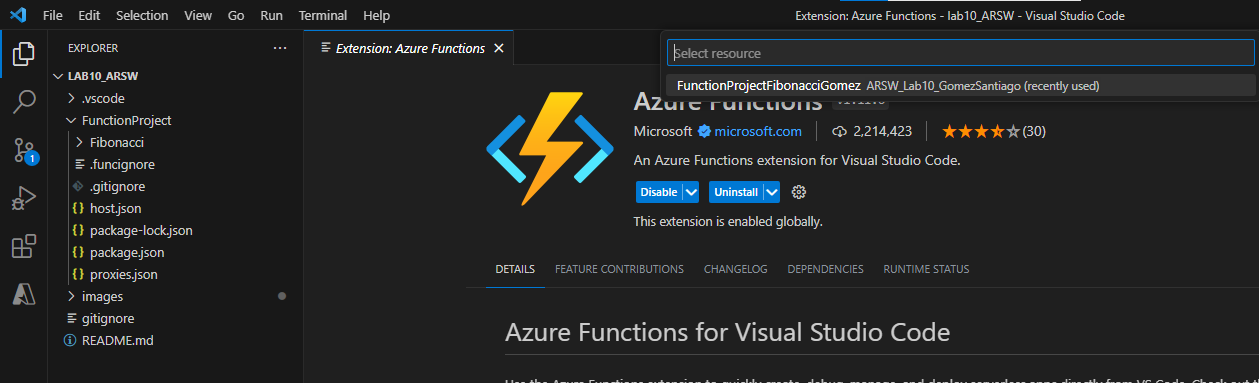 File Edit Selection View Go Run Terminal Help
Extension: Azure Functions - lab10_ARSW - Visual Studio Code
EXPLORER
LAB10_ARSW
.vscode
FunctionProject
Fibonacci
.funcignore
.gitignore
host.json
package-lock.json
package.json
proxies.json
images
gitignore
README.md
1
Extension: Azure Functions
Select resource
FunctionProjectFibonacciGomez ARSW_Lab10_GomezSantiago (recently used)
Azure Functions
Microsoft microsoft.com 2,214,423 (30)
An Azure Functions extension for Visual Studio Code.
Disable Uninstall
This extension is enabled globally.
DETAILS FEATURE CONTRIBUTIONS CHANGELOG DEPENDENCIES RUNTIME STATUS
Azure Functions for Visual Studio Code